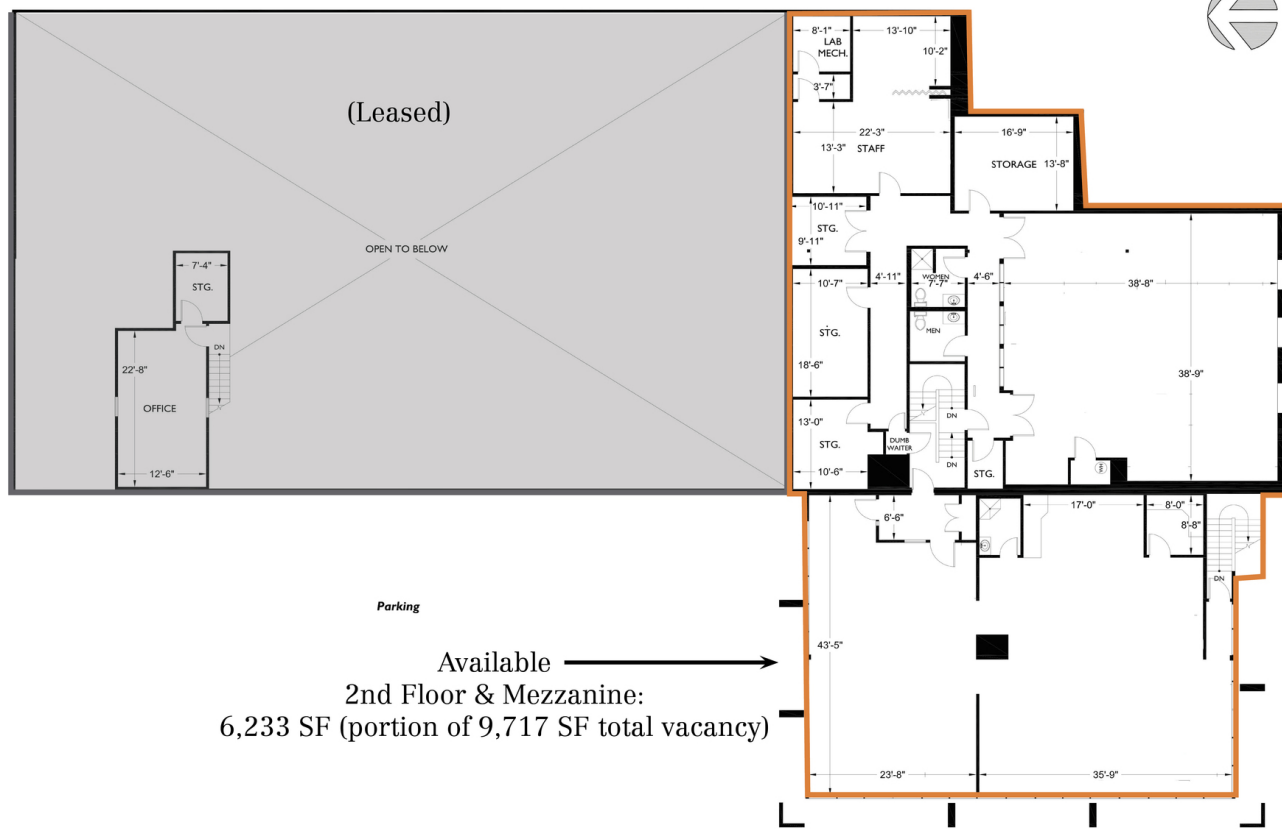 8'-1"
13'-10"
LAB
MECH.
10'-2"
3'-7"
(Leased)
22'-3"
16'-9"
13'-3"
STAFF
STORAGE
13'-8"
10'-11"
STG.
9'-11"
OPEN TO BELOW
7'-4"
STG.
10'-7"
4'-11"
WOMEN
7'-7"
4'-6"
38'-8"
STG.
MEN
DN
22'-8"
18'-6"
38'-9"
OFFICE
13'-0"
DN
STG.
DUMB
WAITER
DN
12'-6"
10'-6"
STG.
WH
6'-6"
17'-0"
8'-0"
8'-8"
DN
Parking
43'-5"
Available
2nd Floor & Mezzanine:
6,233 SF (portion of 9,717 SF total vacancy)
23'-8"
35'-9"